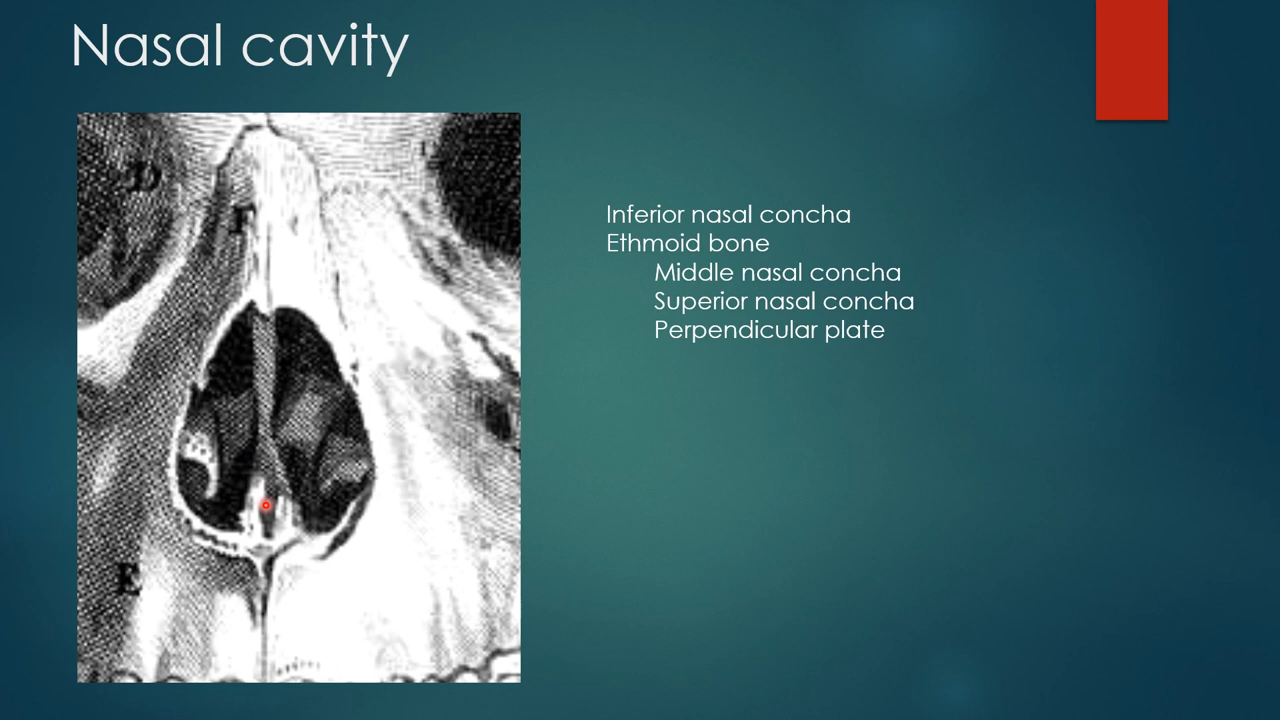 Nasal cavity
D
E
Inferior nasal concha
Ethmoid bone
Middle nasal concha
Superior nasal concha
Perpendicular plate